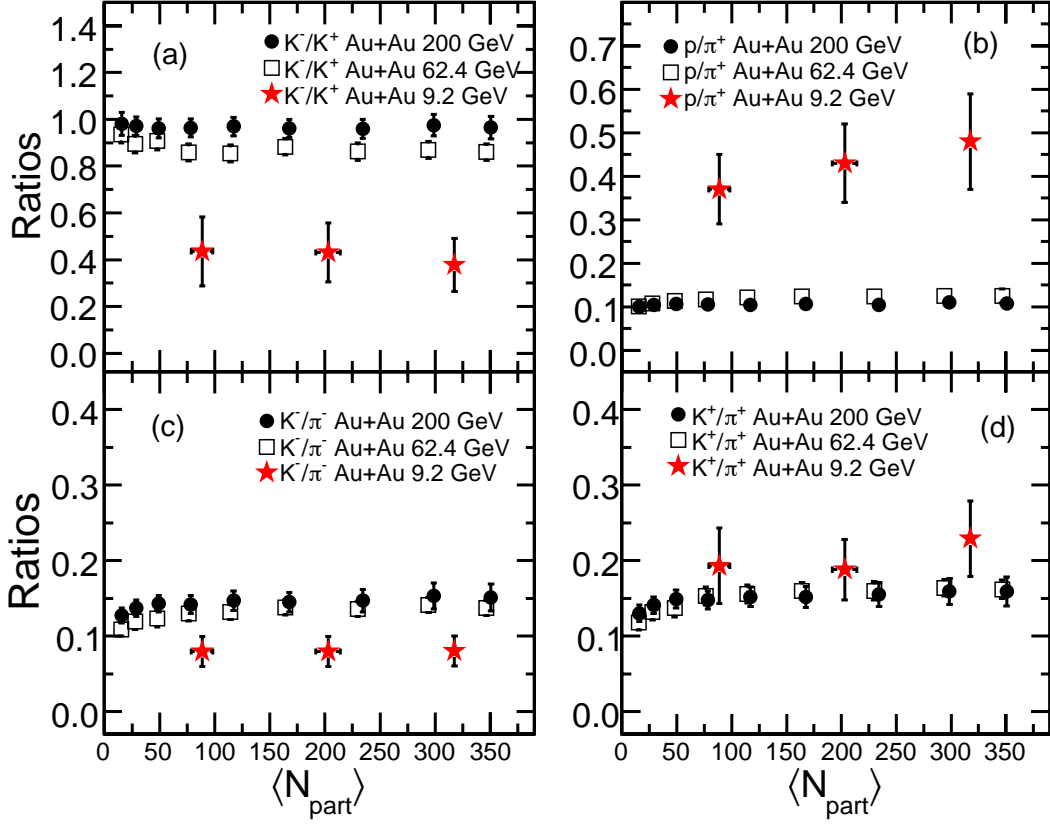 (a)
K⁻/K⁺ Au+Au 200 GeV
K⁻/K⁺ Au+Au 62.4 GeV
K⁻/K⁺ Au+Au 9.2 GeV
1.4
1.2
1.0
0.8
0.6
0.4
0.2
0.0
Ratios
(b)
p/π⁺ Au+Au 200 GeV
p/π⁺ Au+Au 62.4 GeV
p/π⁺ Au+Au 9.2 GeV
0.7
0.6
0.5
0.4
0.3
0.2
0.1
0.0
(c)
K⁻/π⁻ Au+Au 200 GeV
K⁻/π⁻ Au+Au 62.4 GeV
K⁻/π⁻ Au+Au 9.2 GeV
0.4
0.3
0.2
0.1
0.0
Ratios
0 50 100 150 200 250 300 350
⟨N_part⟩
(d)
K⁺/π⁺ Au+Au 200 GeV
K⁺/π⁺ Au+Au 62.4 GeV
K⁺/π⁺ Au+Au 9.2 GeV
0.4
0.3
0.2
0.1
0.0
0 50 100 150 200 250 300 350
⟨N_part⟩